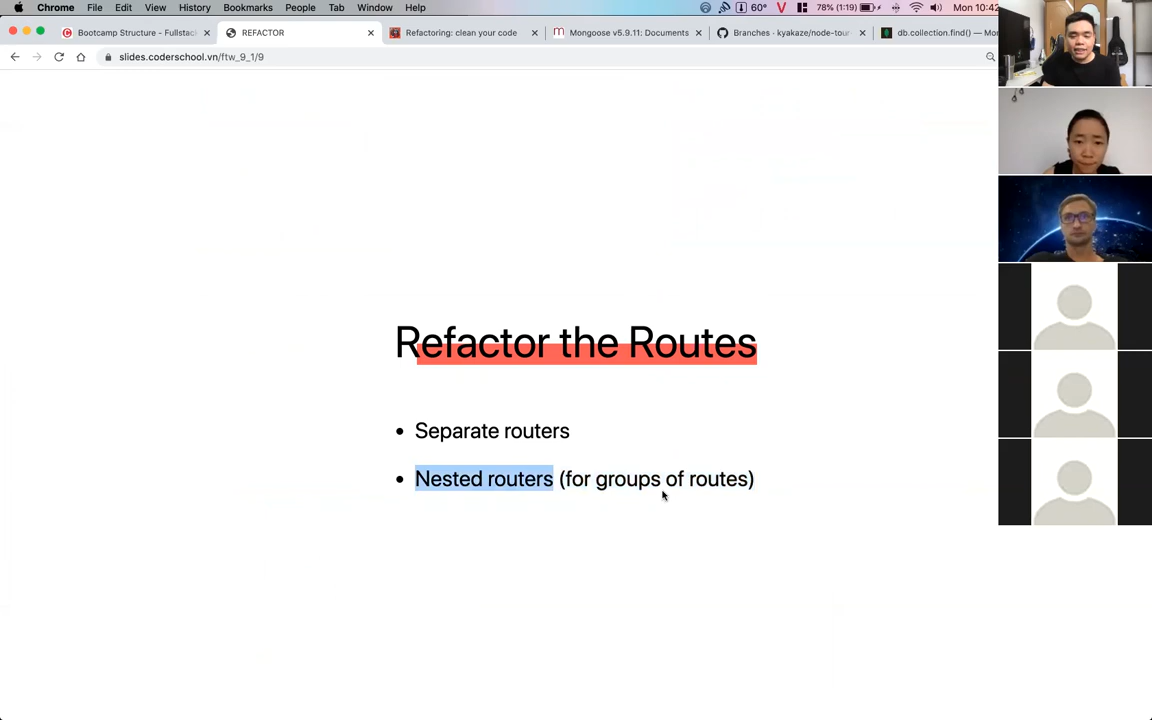 Chrome File Edit View History Bookmarks People Tab Window Help 60° 78% (1:19) Mon 10:42
Bootcamp Structure - Fullstac
REFACTOR
Refactoring: clean your code
Mongoose v5.9.11: Documents
Branches · kyakaze/node-tour
db.collection.find() — Mon
slides.coderschool.vn/ftw_9_1/9
Refactor the Routes
• Separate routers
• Nested routers (for groups of routes)